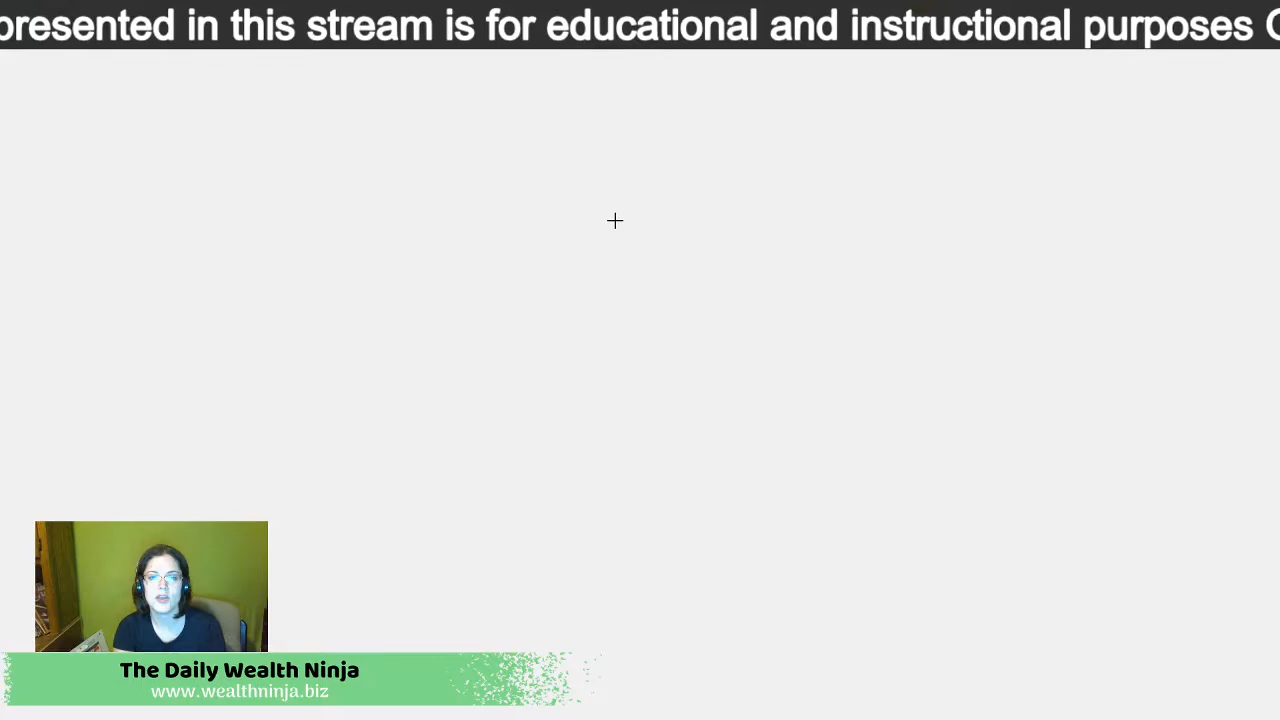 presented in this stream is for educational and instructional purposes
The Daily Wealth Ninja
www.wealthninja.biz